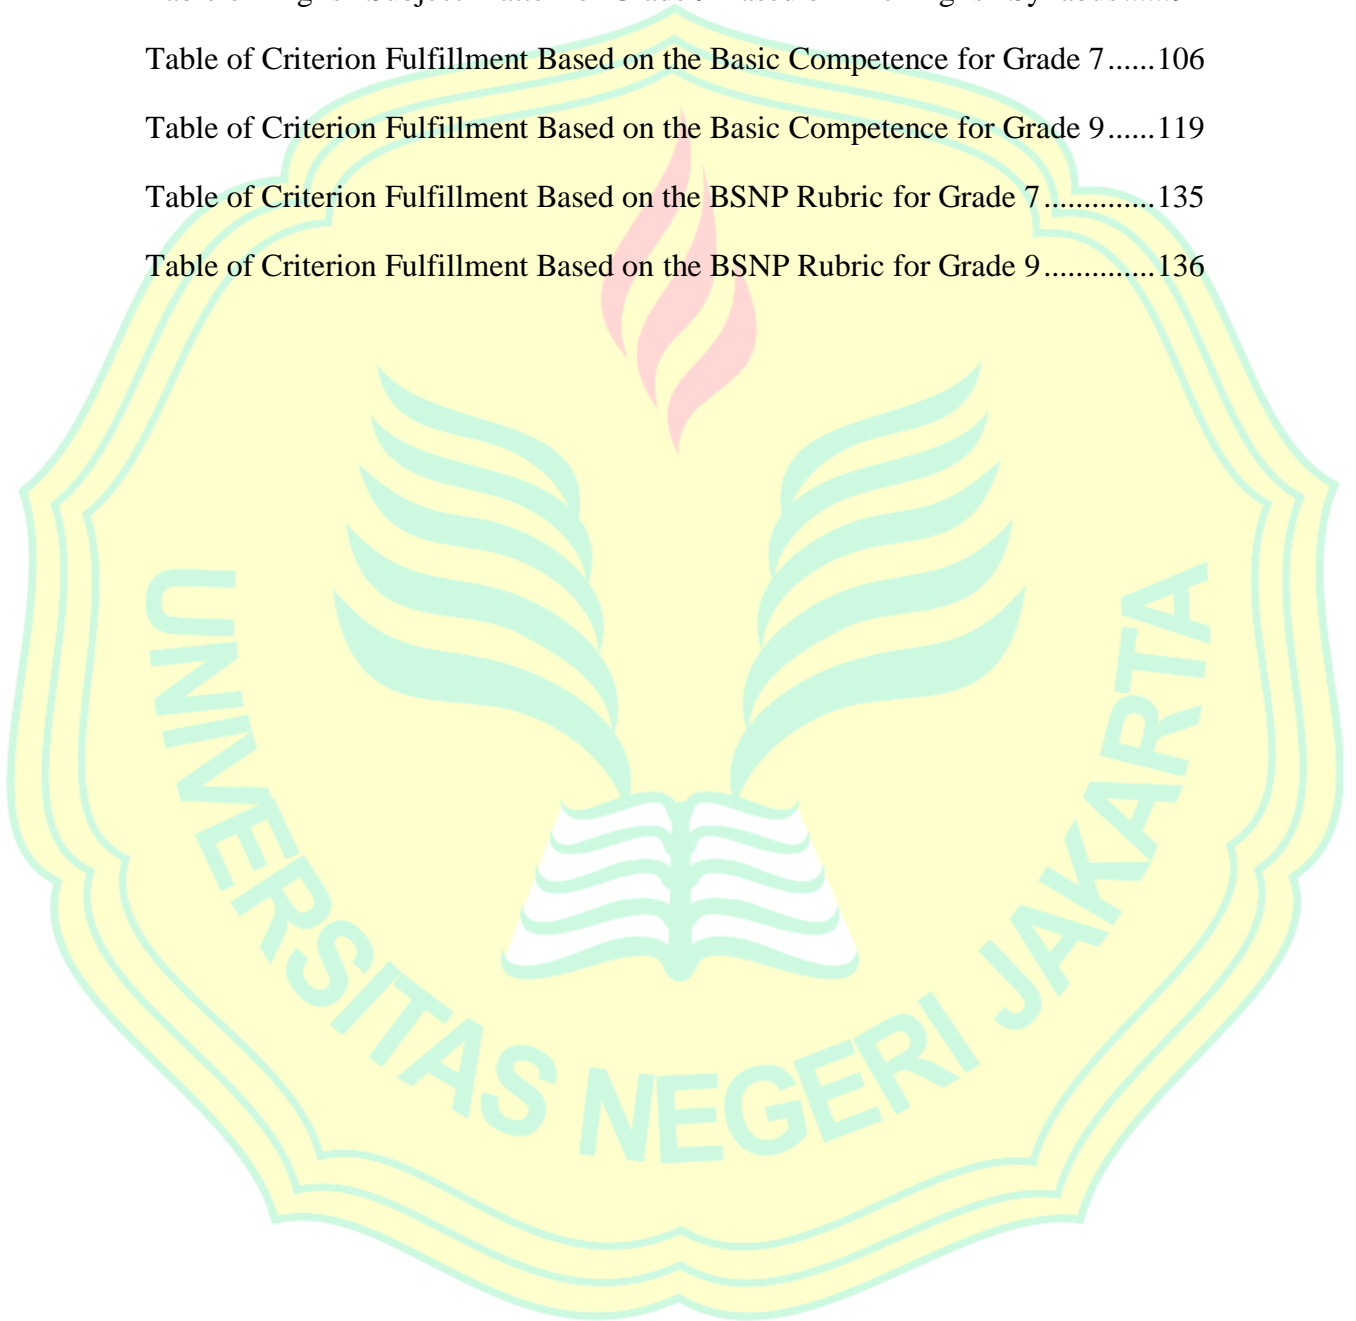 Table of Criterion Fulfillment Based on the Basic Competence for Grade 7......106
Table of Criterion Fulfillment Based on the Basic Competence for Grade 9......119
Table of Criterion Fulfillment Based on the BSNP Rubric for Grade 7..............135
Table of Criterion Fulfillment Based on the BSNP Rubric for Grade 9..............136
UNIVERSITAS NEGERI JAKARTA